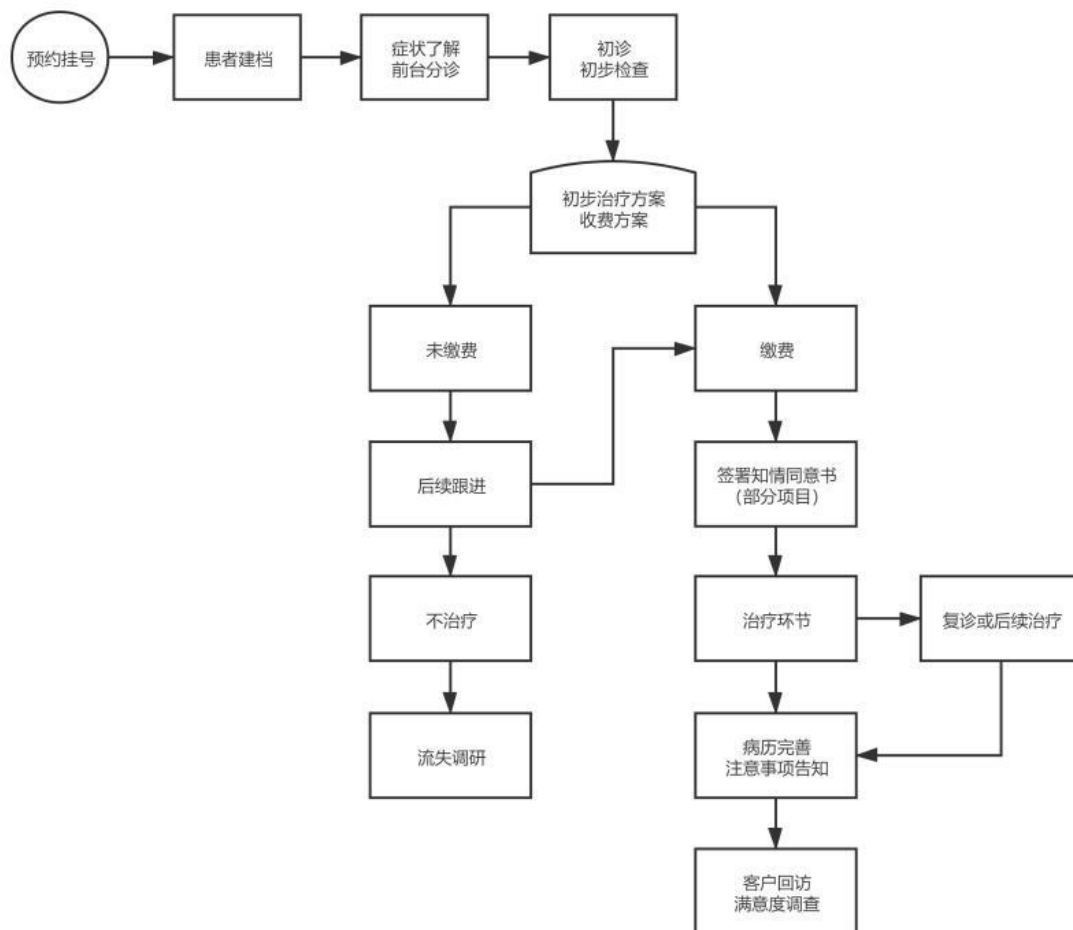 预约挂号
患者建档
症状了解
前台分诊
初诊
初步检查
初步治疗方案
收费方案
未缴费
缴费
后续跟进
签署知情同意书
（部分项目）
不治疗
治疗环节
复诊或后续治疗
流失调研
病历完善
注意事项告知
客户回访
满意度调查